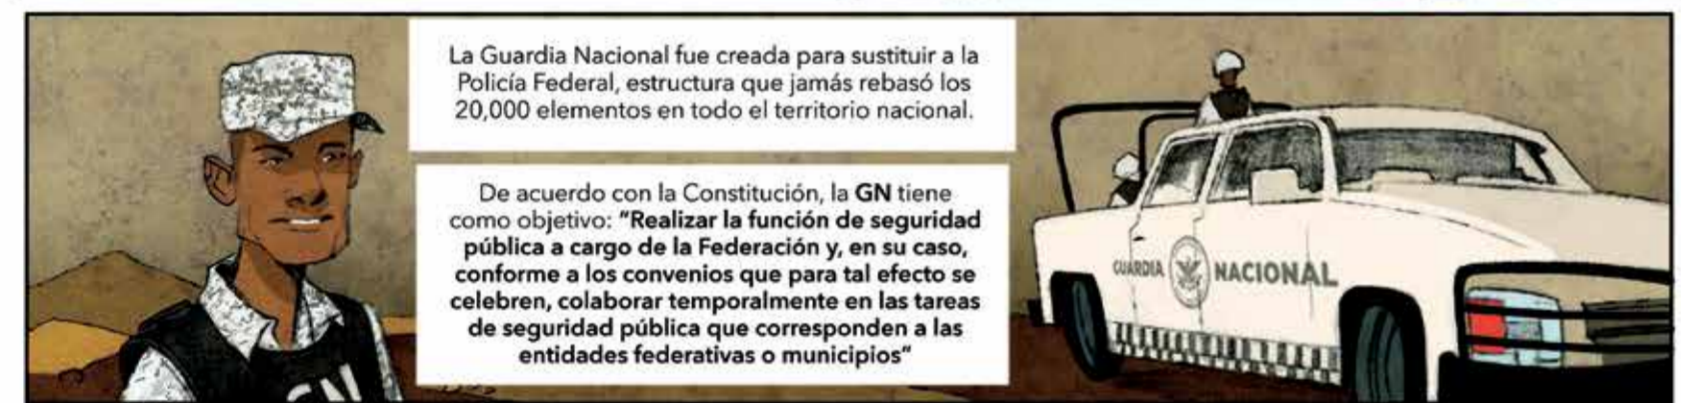 La Guardia Nacional fue creada para sustituir a la
Policía Federal, estructura que jamás rebasó los
20,000 elementos en todo el territorio nacional.
De acuerdo con la Constitución, la GN tiene
como objetivo: "Realizar la función de seguridad
pública a cargo de la Federación y, en su caso,
conforme a los convenios que para tal efecto se
celebren, colaborar temporalmente en las tareas
de seguridad pública que corresponden a las
entidades federativas o municipios"
GN
GUARDIA NACIONAL